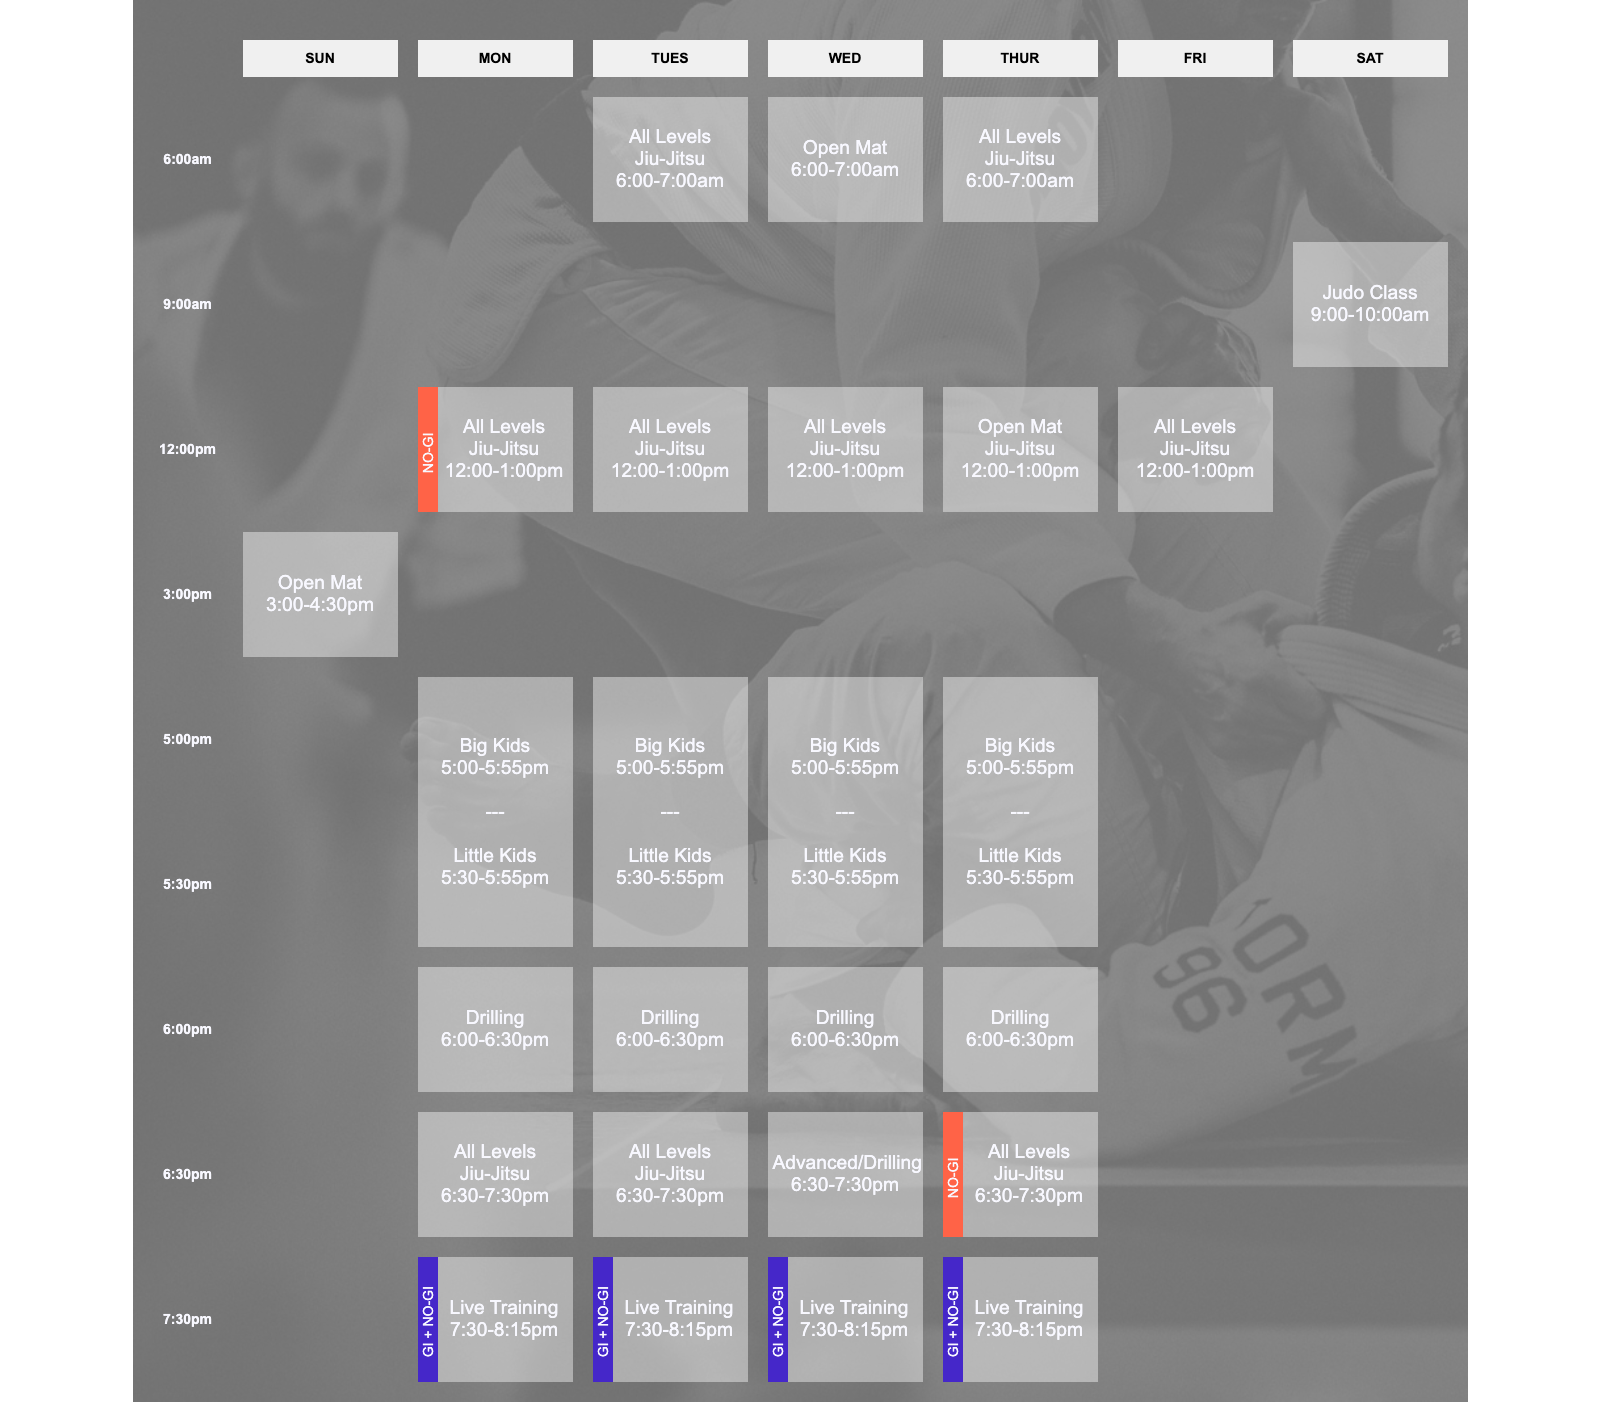 SUN
MON
TUES
WED
THUR
FRI
SAT
6:00am
All Levels
Jiu-Jitsu
6:00-7:00am
Open Mat
6:00-7:00am
All Levels
Jiu-Jitsu
6:00-7:00am
9:00am
Judo Class
9:00-10:00am
12:00pm
NO-GI
All Levels
Jiu-Jitsu
12:00-1:00pm
All Levels
Jiu-Jitsu
12:00-1:00pm
All Levels
Jiu-Jitsu
12:00-1:00pm
Open Mat
Jiu-Jitsu
12:00-1:00pm
All Levels
Jiu-Jitsu
12:00-1:00pm
3:00pm
Open Mat
3:00-4:30pm
5:00pm
5:30pm
Big Kids
5:00-5:55pm
---
Little Kids
5:30-5:55pm
Big Kids
5:00-5:55pm
---
Little Kids
5:30-5:55pm
Big Kids
5:00-5:55pm
---
Little Kids
5:30-5:55pm
Big Kids
5:00-5:55pm
---
Little Kids
5:30-5:55pm
6:00pm
Drilling
6:00-6:30pm
Drilling
6:00-6:30pm
Drilling
6:00-6:30pm
Drilling
6:00-6:30pm
6:30pm
All Levels
Jiu-Jitsu
6:30-7:30pm
All Levels
Jiu-Jitsu
6:30-7:30pm
Advanced/Drilling
6:30-7:30pm
NO-GI
All Levels
Jiu-Jitsu
6:30-7:30pm
7:30pm
GI + NO-GI
Live Training
7:30-8:15pm
GI + NO-GI
Live Training
7:30-8:15pm
GI + NO-GI
Live Training
7:30-8:15pm
GI + NO-GI
Live Training
7:30-8:15pm
ORM
96